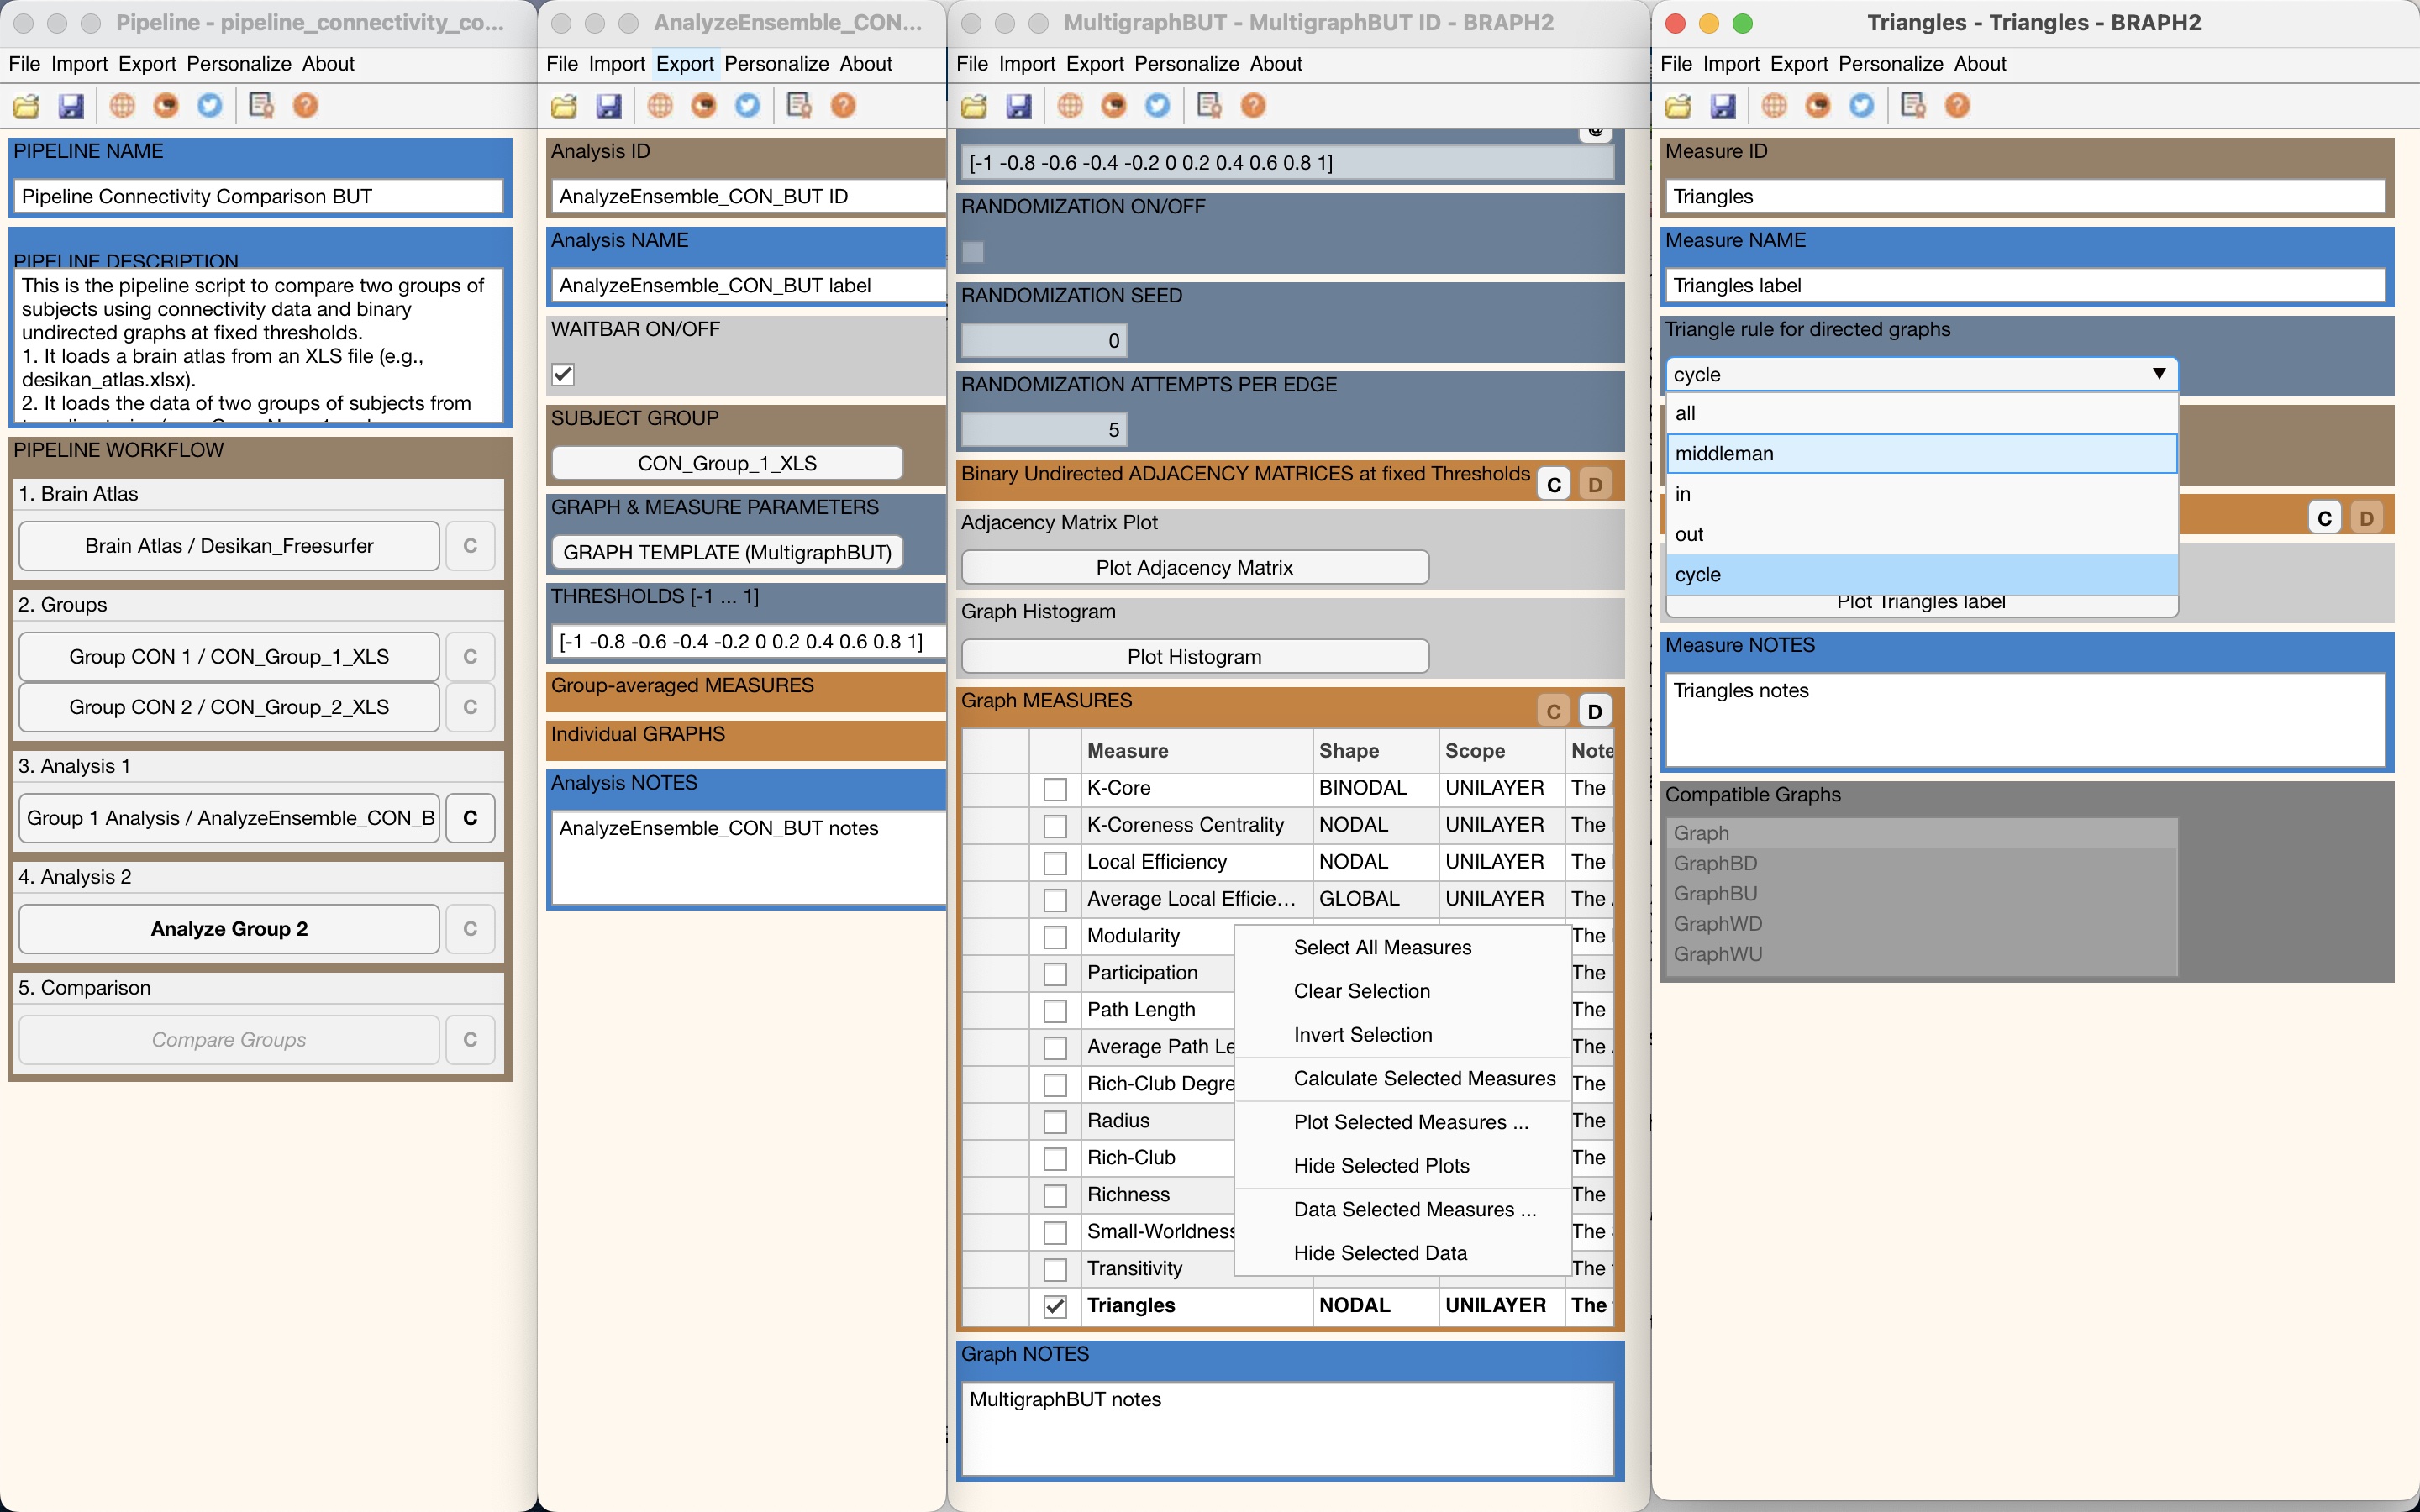 Pipeline - pipeline_connectivity_co...
File Import Export Personalize About
PIPELINE NAME
Pipeline Connectivity Comparison BUT
PIPELINE DESCRIPTION
This is the pipeline script to compare two groups of
subjects using connectivity data and binary
undirected graphs at fixed thresholds.
1. It loads a brain atlas from an XLS file (e.g.,
desikan_atlas.xlsx).
2. It loads the data of two groups of subjects from
PIPELINE WORKFLOW
1. Brain Atlas
Brain Atlas / Desikan_Freesurfer C
2. Groups
Group CON 1 / CON_Group_1_XLS C
Group CON 2 / CON_Group_2_XLS C
3. Analysis 1
Group 1 Analysis / AnalyzeEnsemble_CON_B C
4. Analysis 2
Analyze Group 2 C
5. Comparison
Compare Groups C
AnalyzeEnsemble_CON...
File Import Export Personalize About
Analysis ID
AnalyzeEnsemble_CON_BUT ID
Analysis NAME
AnalyzeEnsemble_CON_BUT label
WAITBAR ON/OFF
SUBJECT GROUP
CON_Group_1_XLS
GRAPH & MEASURE PARAMETERS
GRAPH TEMPLATE (MultigraphBUT)
THRESHOLDS [-1 ... 1]
[-1 -0.8 -0.6 -0.4 -0.2 0 0.2 0.4 0.6 0.8 1]
Group-averaged MEASURES
Individual GRAPHS
Analysis NOTES
AnalyzeEnsemble_CON_BUT notes
MultigraphBUT - MultigraphBUT ID - BRAPH2
File Import Export Personalize About
@
[-1 -0.8 -0.6 -0.4 -0.2 0 0.2 0.4 0.6 0.8 1]
RANDOMIZATION ON/OFF
RANDOMIZATION SEED
0
RANDOMIZATION ATTEMPTS PER EDGE
5
Binary Undirected ADJACENCY MATRICES at fixed Thresholds C D
Adjacency Matrix Plot
Plot Adjacency Matrix
Graph Histogram
Plot Histogram
Graph MEASURES C D
Measure Shape Scope Note
K-Core BINODAL UNILAYER The
K-Coreness Centrality NODAL UNILAYER The
Local Efficiency NODAL UNILAYER The
Average Local Efficie... GLOBAL UNILAYER The
Modularity The
Participation The
Path Length The
Average Path Le The
Rich-Club Degre The
Radius The
Rich-Club The
Richness The
Small-Worldness The
Transitivity The
Triangles NODAL UNILAYER The
Select All Measures
Clear Selection
Invert Selection
Calculate Selected Measures
Plot Selected Measures ...
Hide Selected Plots
Data Selected Measures ...
Hide Selected Data
Graph NOTES
MultigraphBUT notes
Triangles - Triangles - BRAPH2
File Import Export Personalize About
Measure ID
Triangles
Measure NAME
Triangles label
Triangle rule for directed graphs
cycle
all
middleman
in
out
cycle
C D
Plot Triangles label
Measure NOTES
Triangles notes
Compatible Graphs
Graph
GraphBD
GraphBU
GraphWD
GraphWU